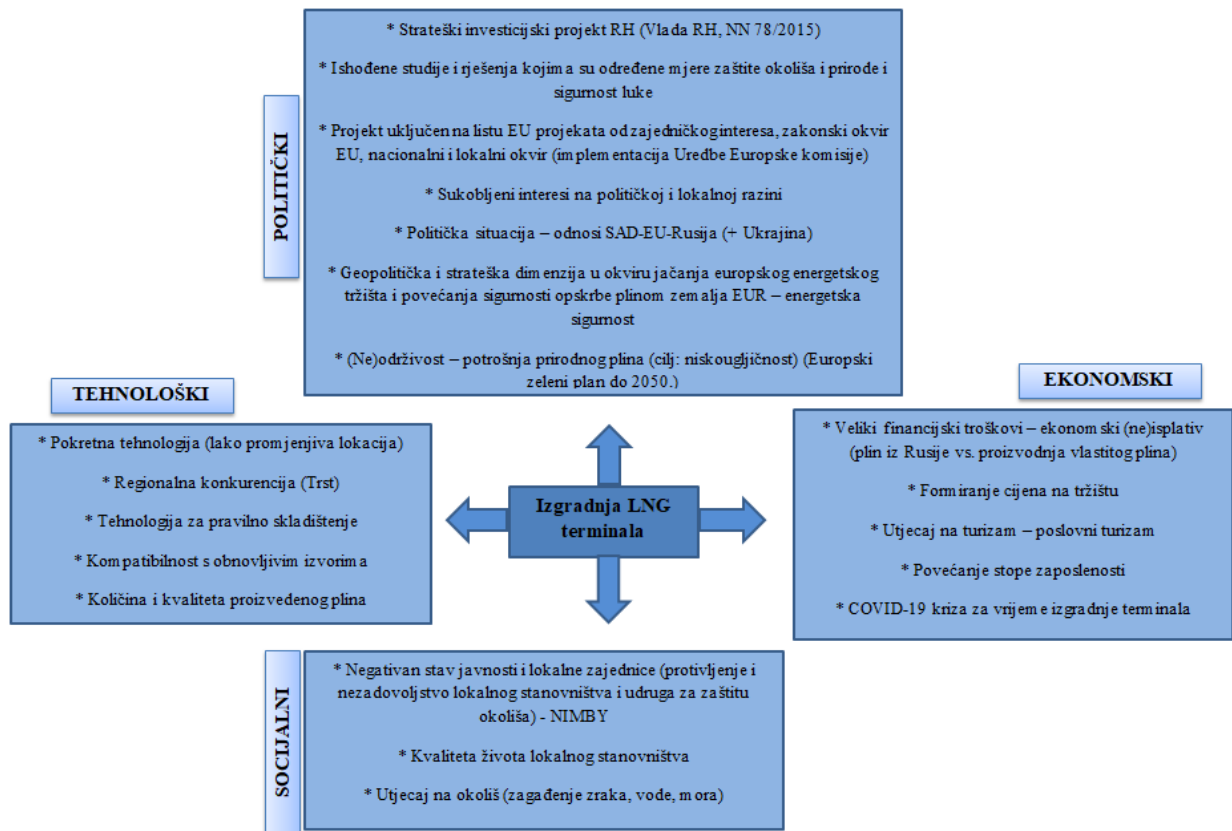 POLITIČKI
* Strateški investicijski projekt RH (Vlada RH, NN 78/2015)
* Ishođene studije i rješenja kojima su određene mjere zaštite okoliša i prirode i
sigurnost luke
* Projekt uključen na listu EU projekata od zajedničkog interesa, zakonski okvir
EU, nacionalni i lokalni okvir (implementacija Uredbe Europske komisije)
* Sukobljeni interesi na političkoj i lokalnoj razini
* Politička situacija – odnosi SAD-EU-Rusija (+ Ukrajina)
* Geopolitička i strateška dimenzija u okviru jačanja europskog energetskog
tržišta i povećanja sigurnosti opskrbe plinom zemalja EUR – energetska
sigurnost
* (Ne)održivost – potrošnja prirodnog plina (cilj: niskougljičnost) (Europski
zeleni plan do 2050.)
TEHNOLOŠKI
* Pokretna tehnologija (lako promjenjiva lokacija)
* Regionalna konkurencija (Trst)
* Tehnologija za pravilno skladištenje
* Kompatibilnost s obnovljivim izvorima
* Količina i kvaliteta proizvedenog plina
Izgradnja LNG
terminala
EKONOMSKI
* Veliki financijski troškovi – ekonomski (ne)isplativ
(plin iz Rusije vs. proizvodnja vlastitog plina)
* Formiranje cijena na tržištu
* Utjecaj na turizam – poslovni turizam
* Povećanje stope zaposlenosti
* COVID-19 kriza za vrijeme izgradnje terminala
SOCIJALNI
* Negativan stav javnosti i lokalne zajednice (protivljenje i
nezadovoljstvo lokalnog stanovništva i udruga za zaštitu
okoliša) - NIMBY
* Kvaliteta života lokalnog stanovništva
* Utjecaj na okoliš (zagađenje zraka, vode, mora)